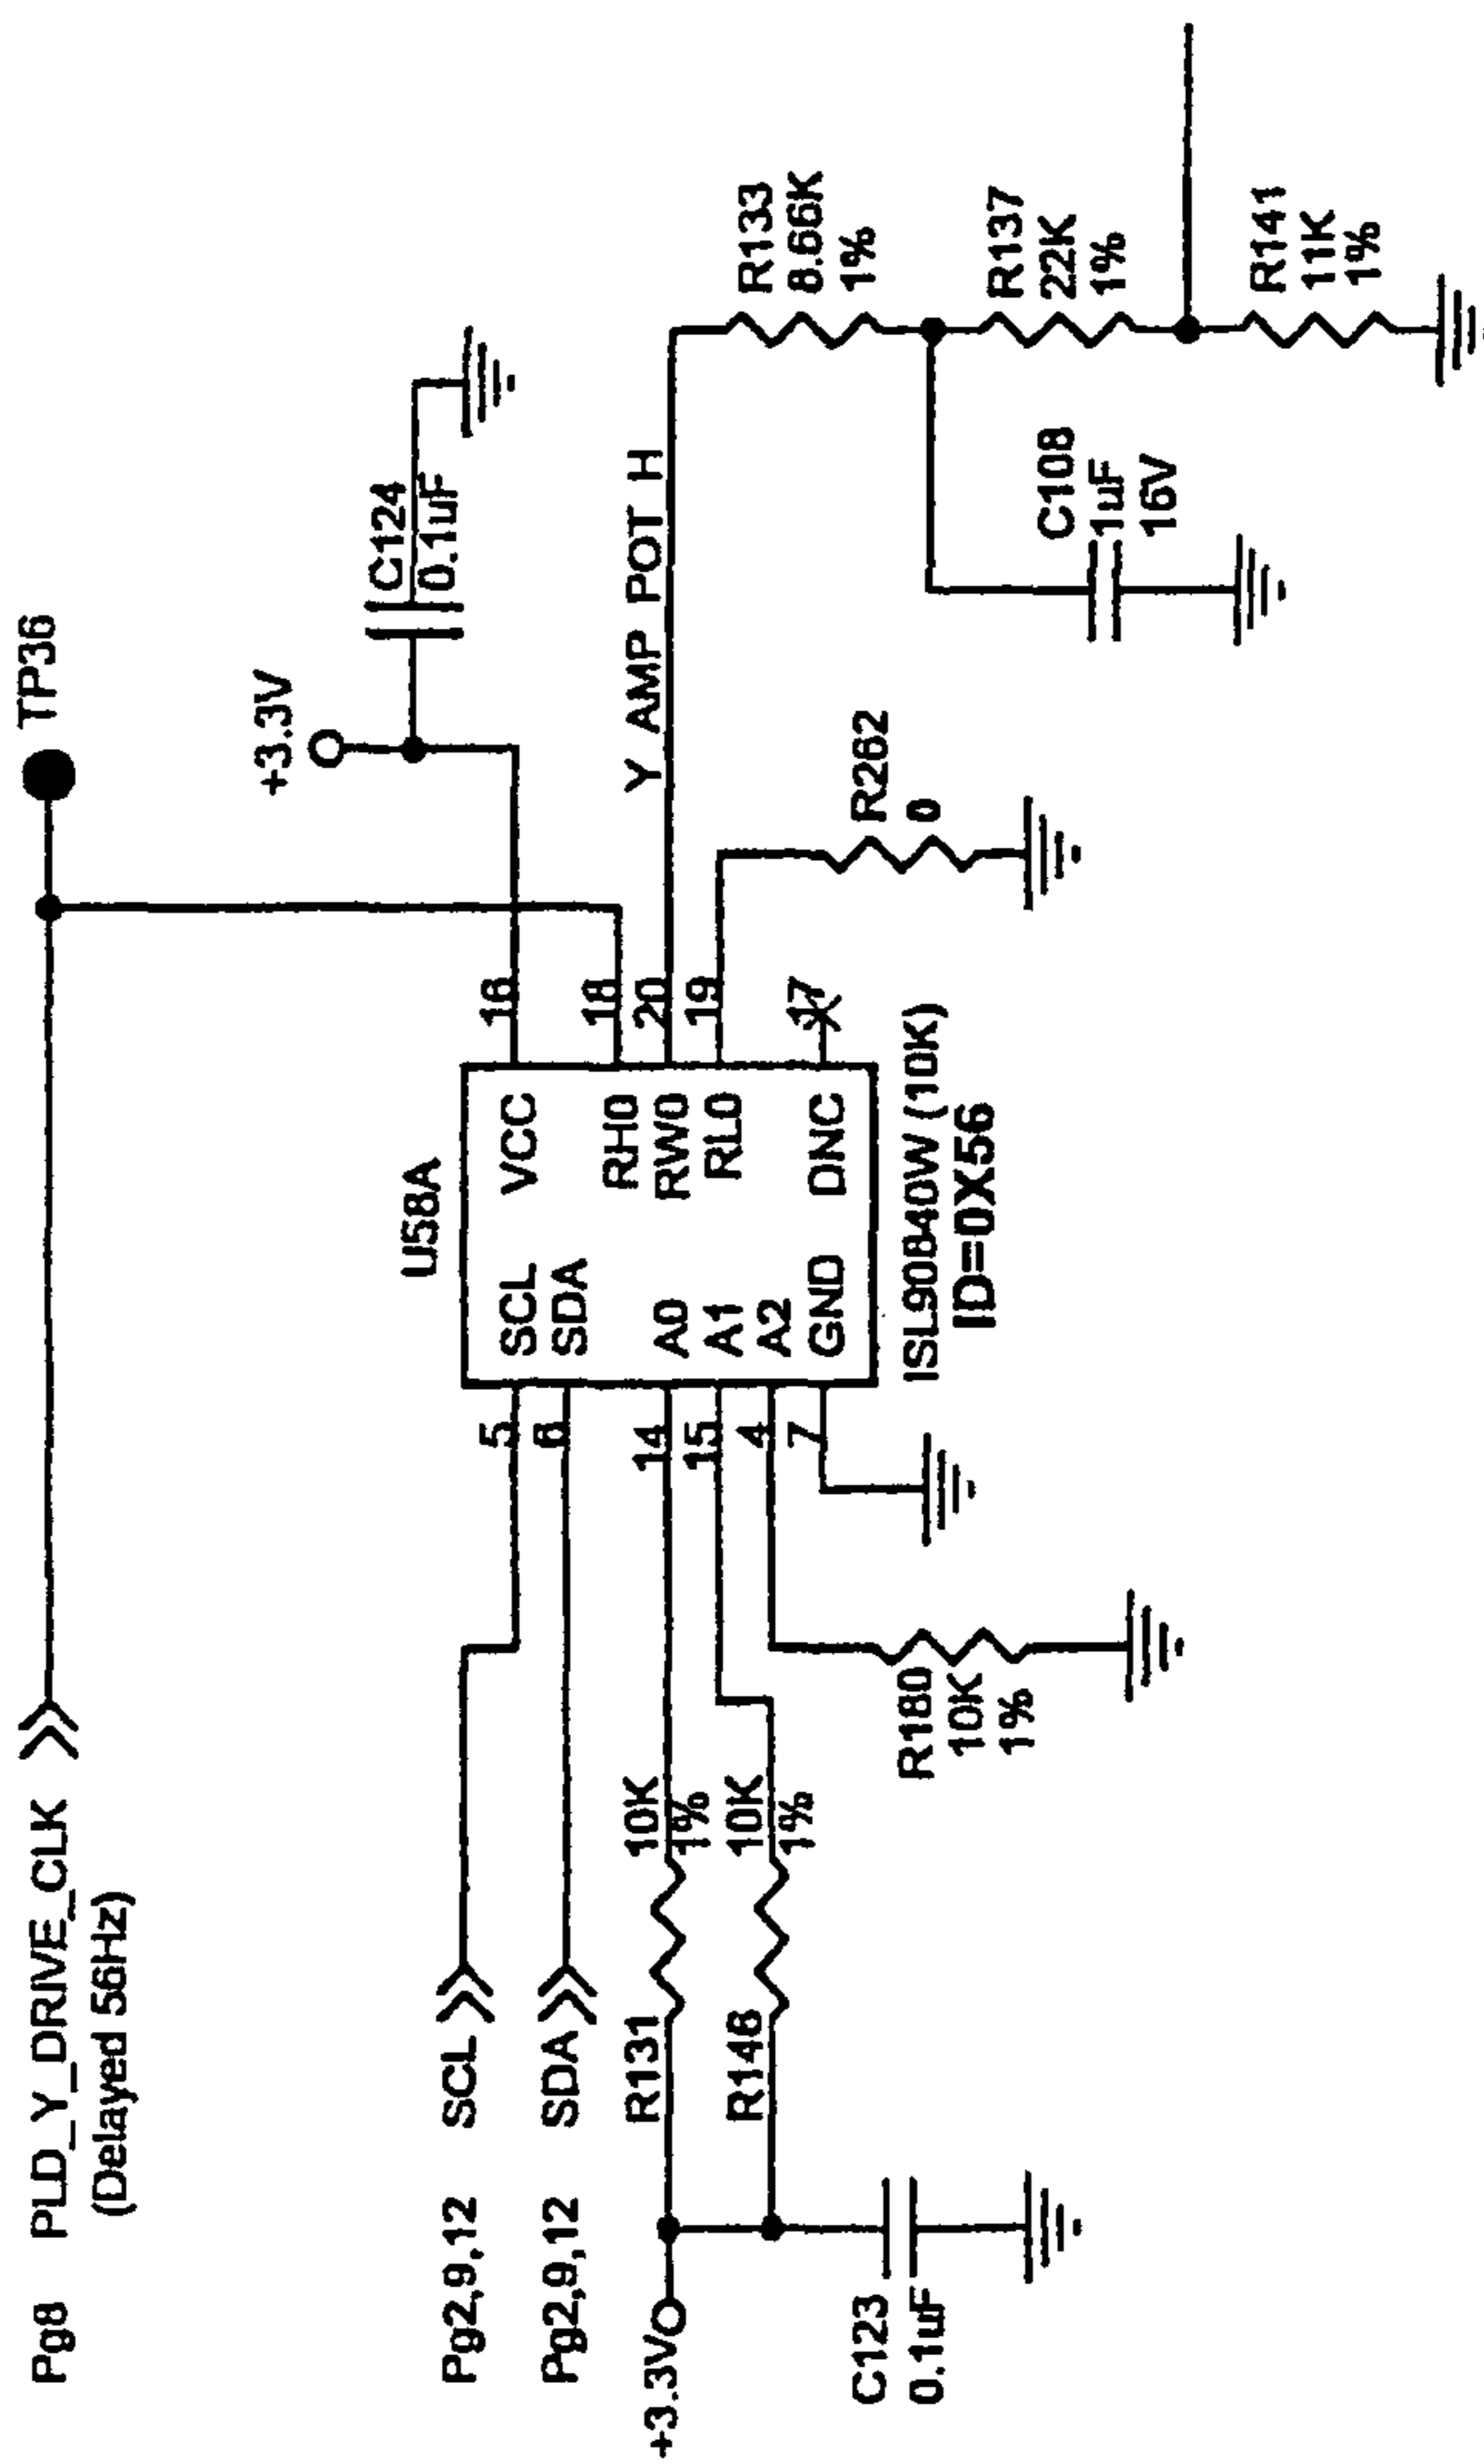 Pg8 PLD_Y_DRIVE_CLK
(Delayed 56Hz)
TP36
+3.3V
C124
0.1uF
U58A
Pg2,9,12 SCL
Pg2,9,12 SDA
5
6
14
15
4
7
SCL
SDA
A0
A1
A2
GND
VCC
RH0
RW0
RL0
DNC
16
18
20
19
17
Y_AMP_POT_H
+3.3V
R131
10K
1%
R148
10K
1%
C123
0.1uF
R180
10K
1%
ISL90840W (10K)
ID=0X56
R262
0
C108
1uF
16V
R133
8.66K
1%
R137
22K
1%
R141
11K
1%